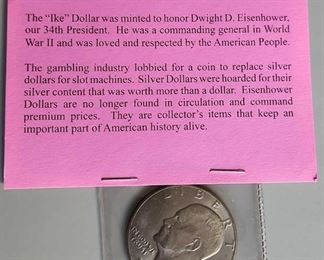 The "Ike" Dollar was minted to honor Dwight D. Eisenhower,
our 34th President. He was a commanding general in World
War II and was loved and respected by the American People.
The gambling industry lobbied for a coin to replace silver
dollars for slot machines. Silver Dollars were hoarded for their
silver content that was worth more than a dollar. Eisenhower
Dollars are no longer found in circulation and command
premium prices. They are collector's items that keep an
important part of American history alive.
LIBERTY